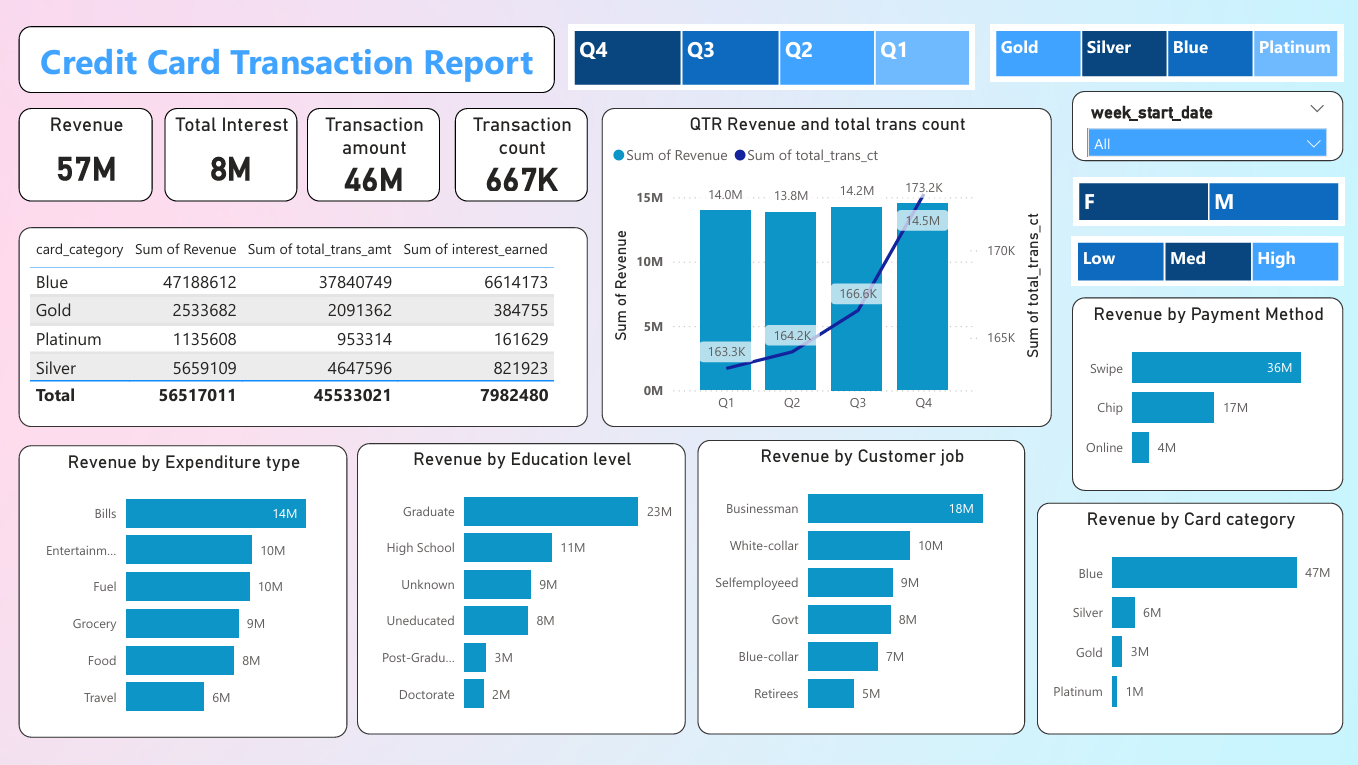 Credit Card Transaction Report
Q4 Q3 Q2 Q1
Gold Silver Blue Platinum
week_start_date
All
F M
Low Med High
Revenue
57M
Total Interest
8M
Transaction
amount
46M
Transaction
count
667K
card_category Sum of Revenue Sum of total_trans_amt Sum of interest_earned
Blue 47188612 37840749 6614173
Gold 2533682 2091362 384755
Platinum 1135608 953314 161629
Silver 5659109 4647596 821923
Total 56517011 45533021 7982480
QTR Revenue and total trans count
Sum of Revenue Sum of total_trans_ct
Sum of Revenue
15M
10M
5M
0M
14.0M 13.8M 14.2M 14.5M
163.3K 164.2K 166.6K 173.2K
Q1 Q2 Q3 Q4
170K
165K
Sum of total_trans_ct
Revenue by Payment Method
Swipe 36M
Chip 17M
Online 4M
Revenue by Expenditure type
Bills 14M
Entertainm... 10M
Fuel 10M
Grocery 9M
Food 8M
Travel 6M
Revenue by Education level
Graduate 23M
High School 11M
Unknown 9M
Uneducated 8M
Post-Gradu... 3M
Doctorate 2M
Revenue by Customer job
Businessman 18M
White-collar 10M
Selfemployeed 9M
Govt 8M
Blue-collar 7M
Retirees 5M
Revenue by Card category
Blue 47M
Silver 6M
Gold 3M
Platinum 1M